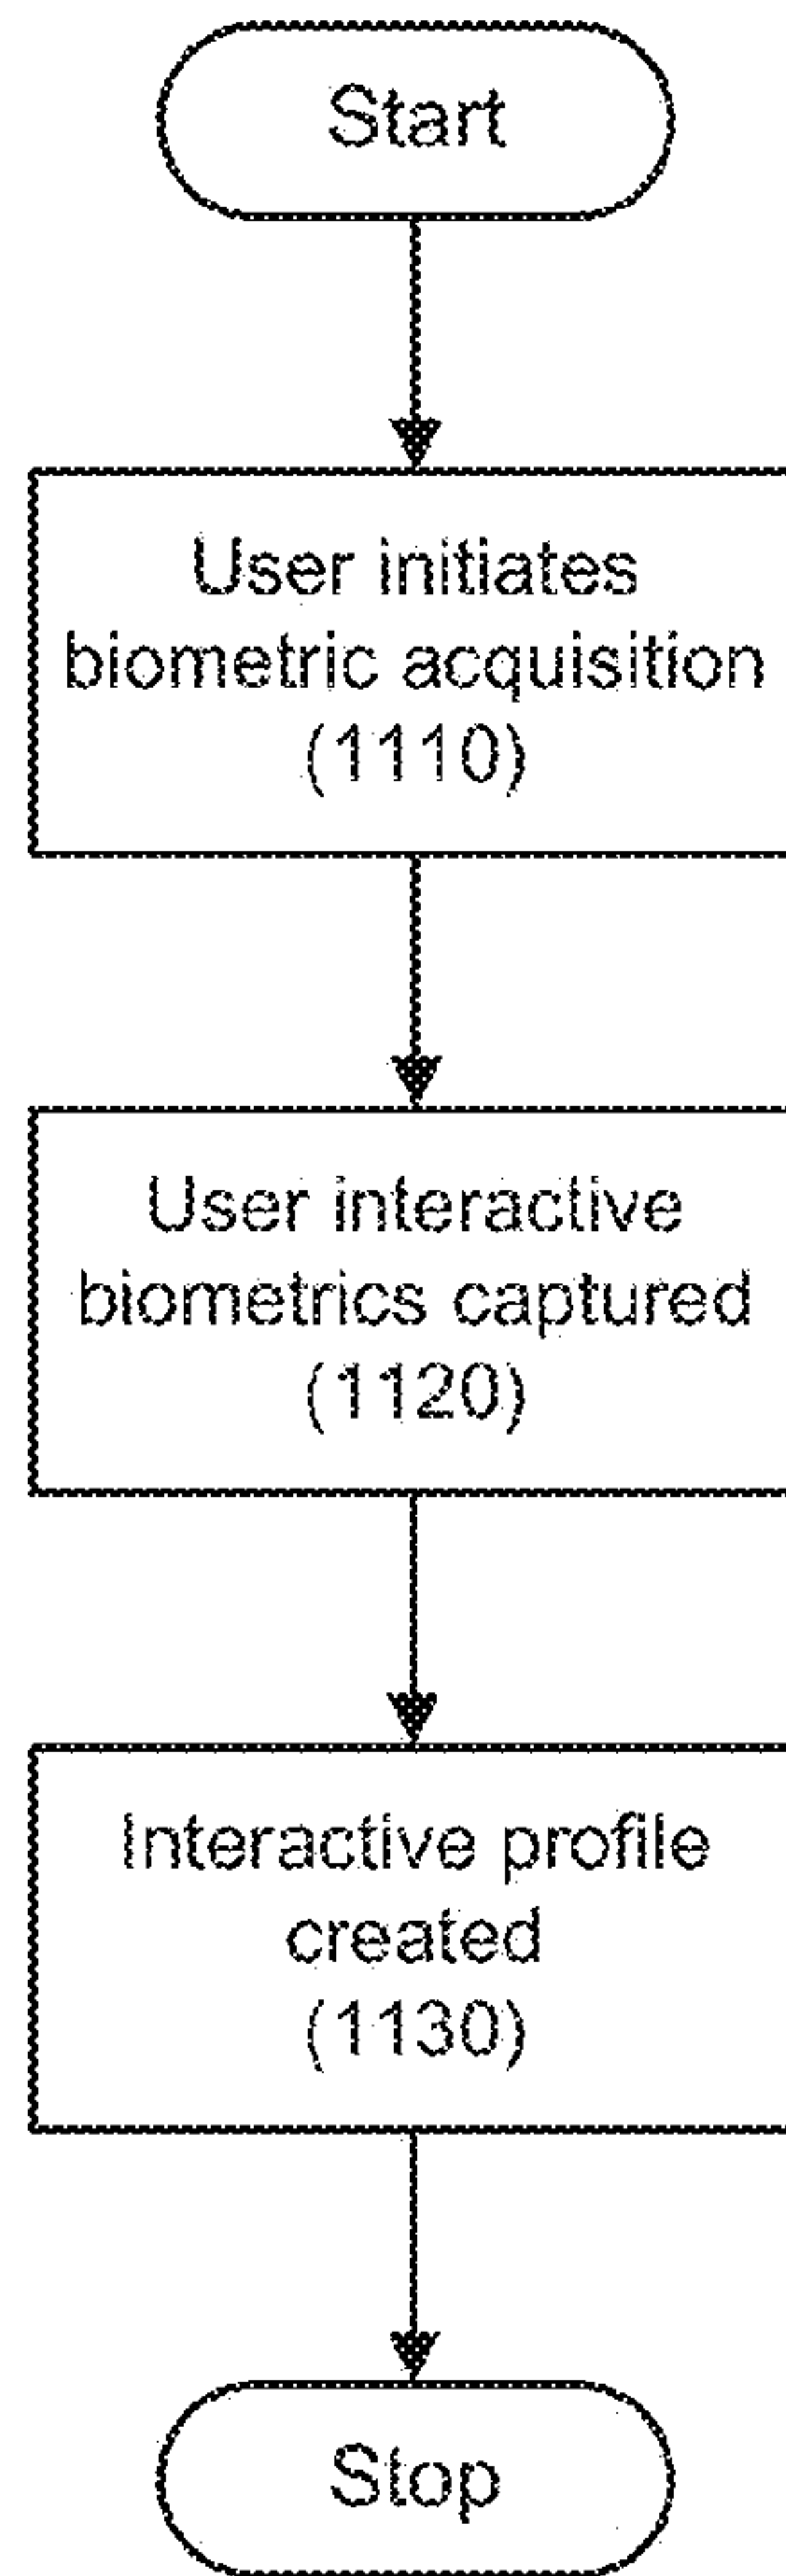 Start
User initiates
biometric acquisition
(1110)
User interactive
biometrics captured
(1120)
Interactive profile
created
(1130)
Stop